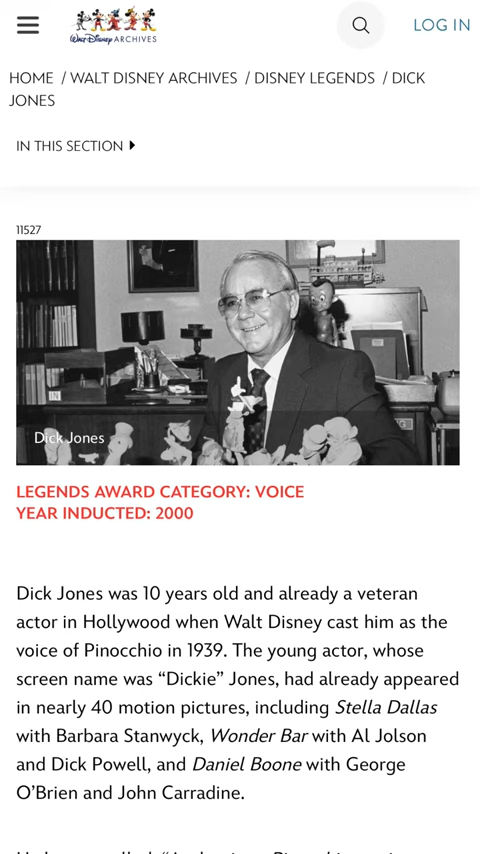 Walt Disney ARCHIVES
LOG IN
HOME / WALT DISNEY ARCHIVES / DISNEY LEGENDS / DICK
JONES
IN THIS SECTION
11527
Dick Jones
LEGENDS AWARD CATEGORY: VOICE
YEAR INDUCTED: 2000
Dick Jones was 10 years old and already a veteran
actor in Hollywood when Walt Disney cast him as the
voice of Pinocchio in 1939. The young actor, whose
screen name was “Dickie” Jones, had already appeared
in nearly 40 motion pictures, including Stella Dallas
with Barbara Stanwyck, Wonder Bar with Al Jolson
and Dick Powell, and Daniel Boone with George
O’Brien and John Carradine.